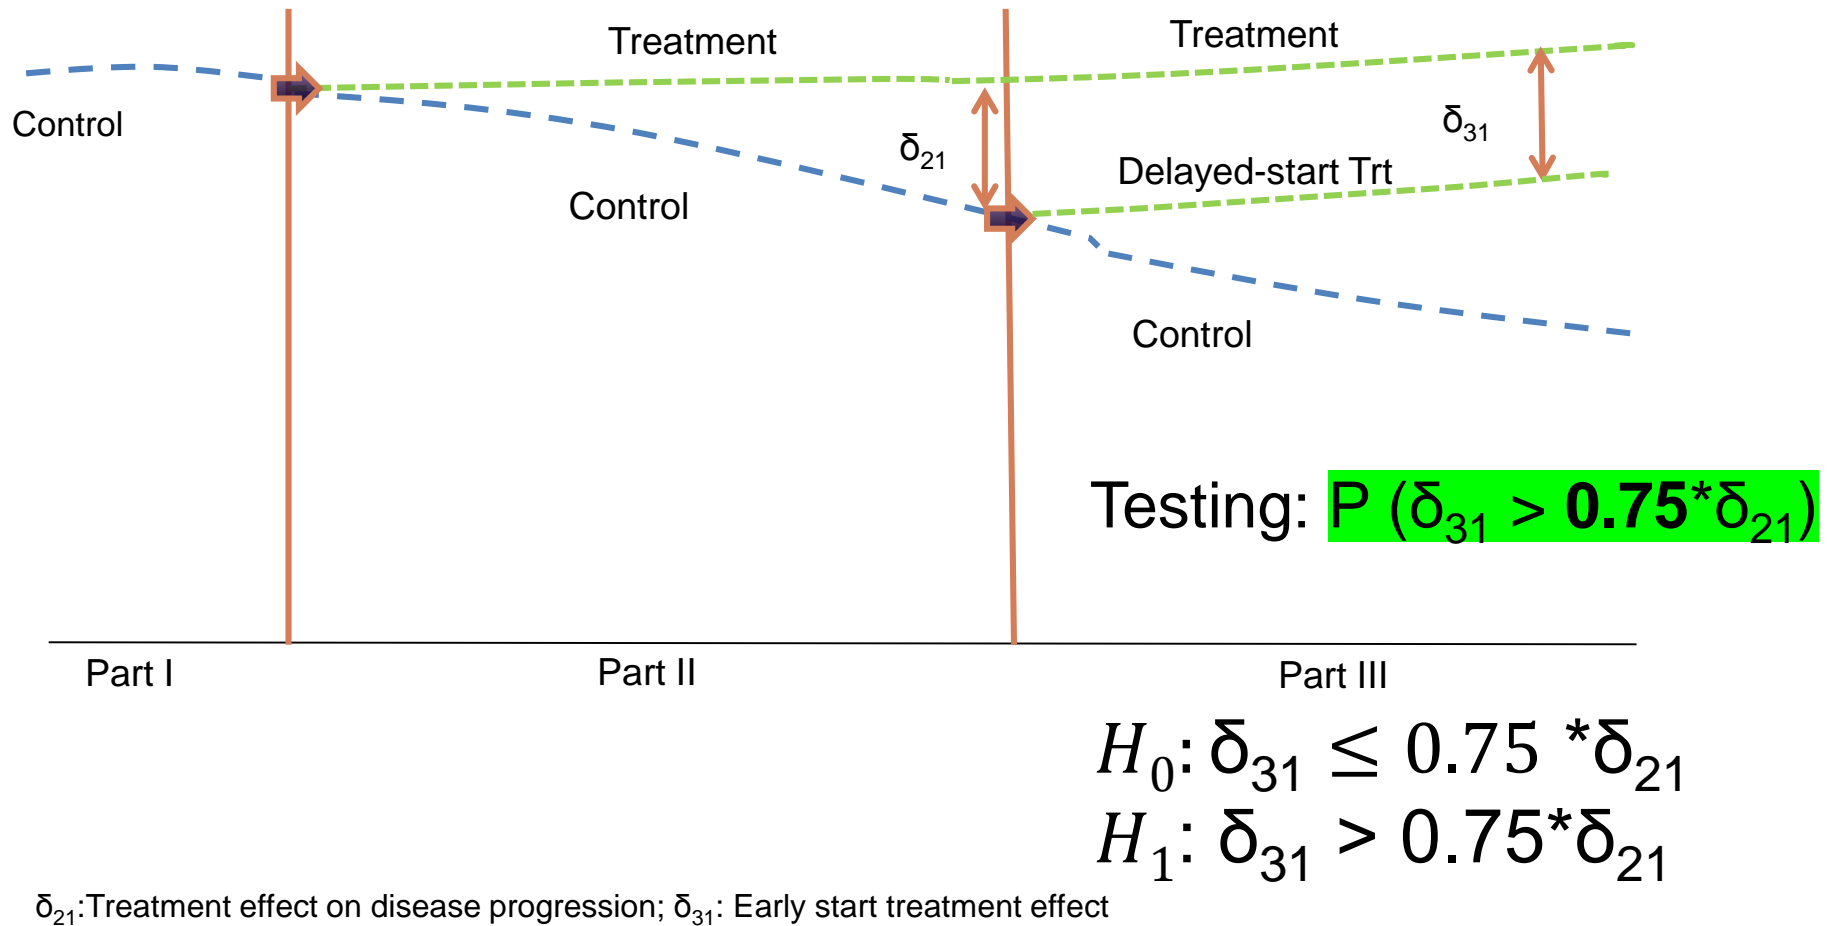 Treatment
Treatment
Control
δ21
δ31
Delayed-start Trt
Control
Control
Testing: P (δ31 > 0.75*δ21)
Part I
Part II
Part III
H0: δ31 ≤ 0.75 *δ21
H1: δ31 > 0.75*δ21
δ21:Treatment effect on disease progression; δ31: Early start treatment effect